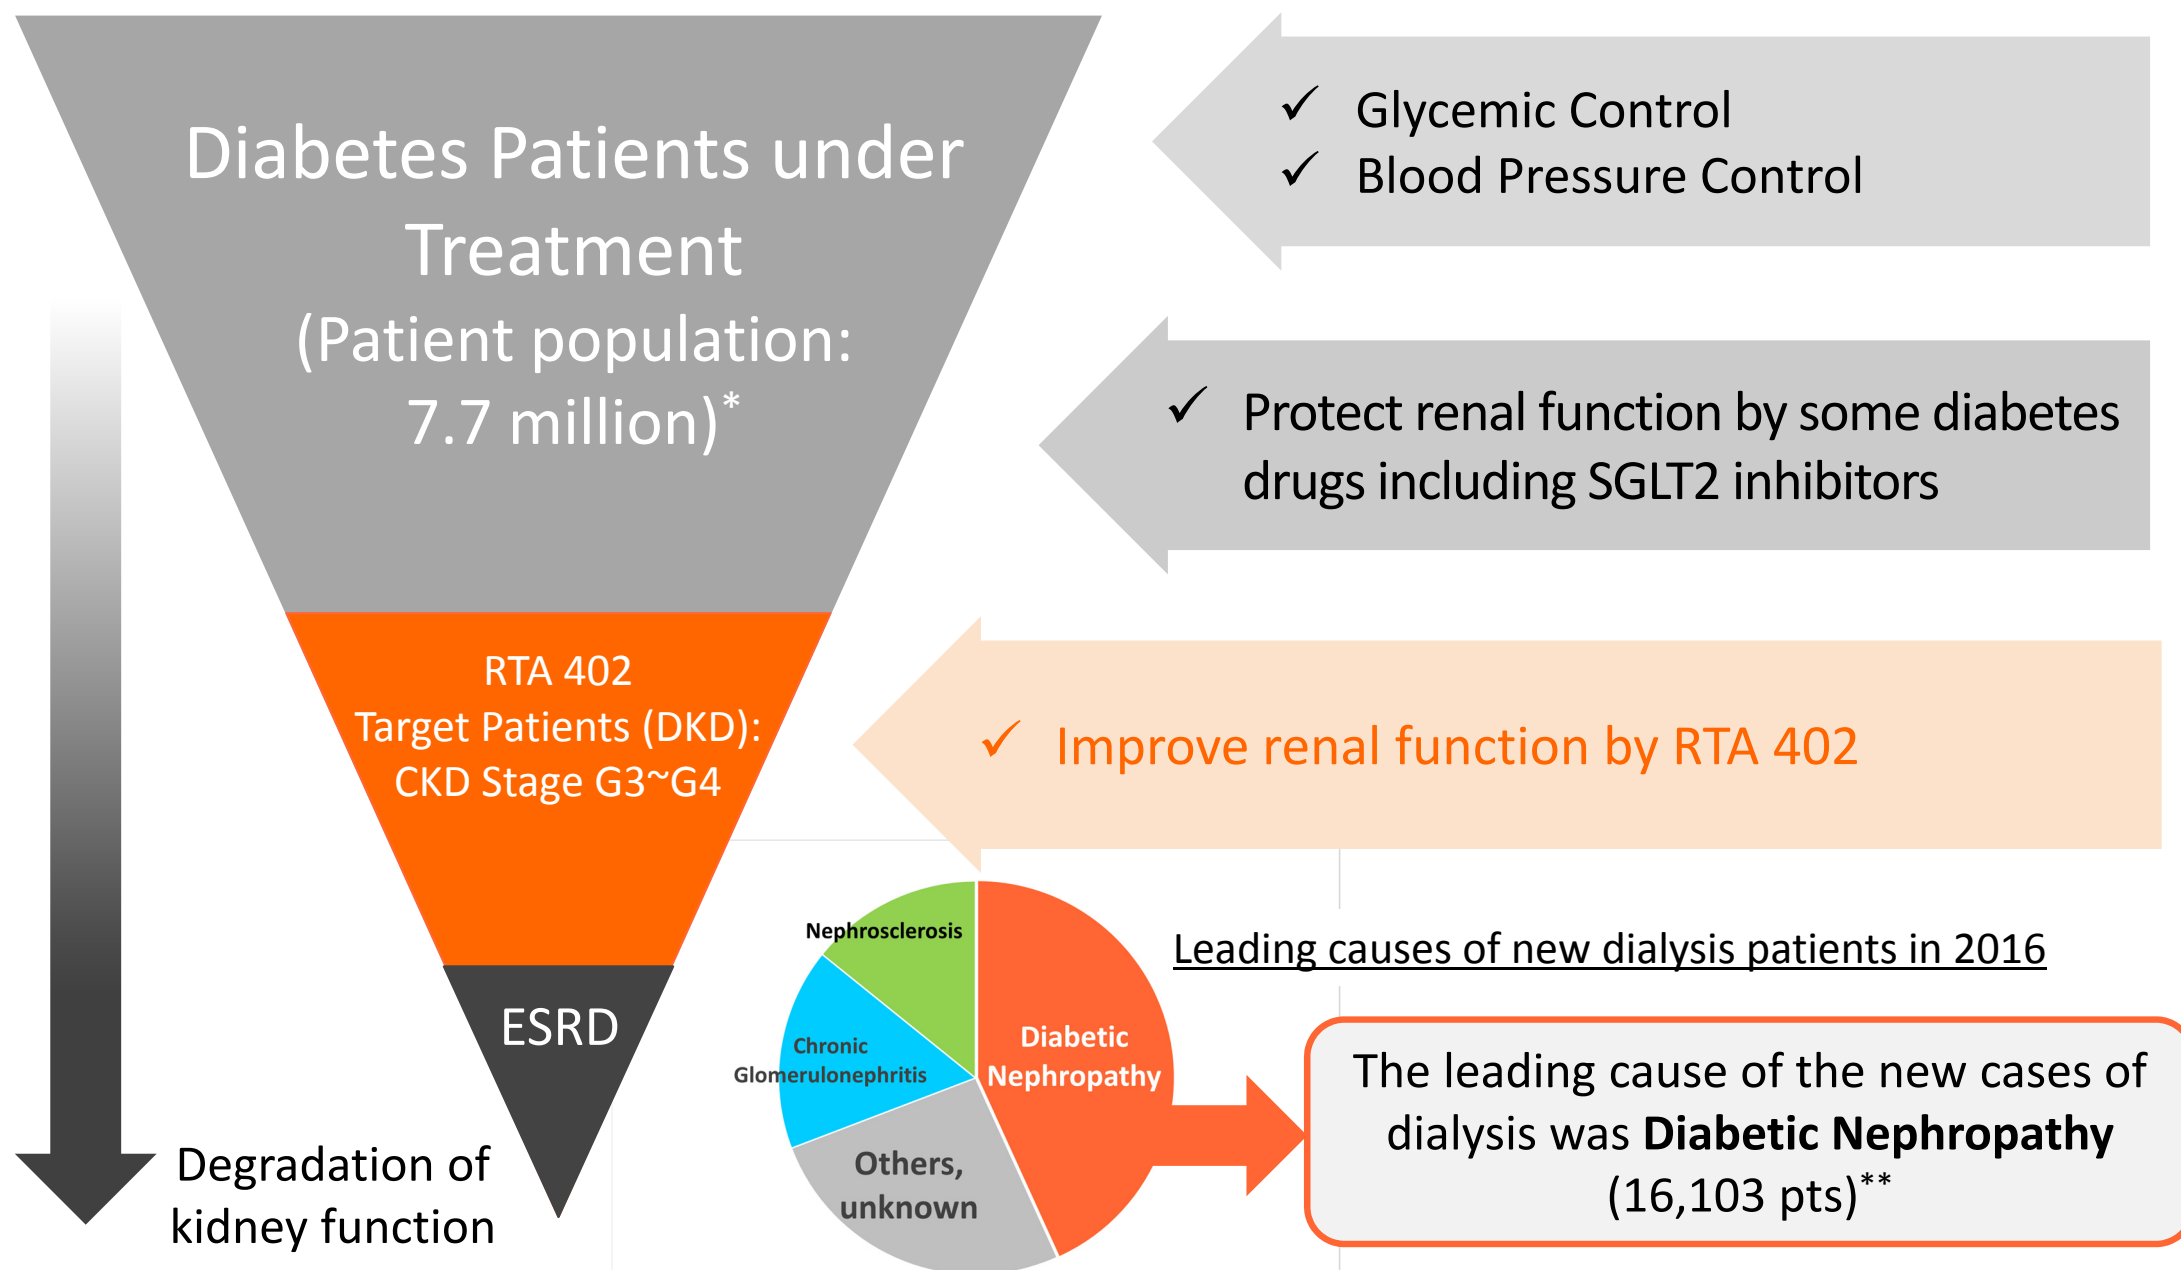 Diabetes Patients under
Treatment
(Patient population:
7.7 million)*
✓ Glycemic Control
✓ Blood Pressure Control
✓ Protect renal function by some diabetes
drugs including SGLT2 inhibitors
RTA 402
Target Patients (DKD):
CKD Stage G3~G4
✓ Improve renal function by RTA 402
ESRD
Degradation of
kidney function
Nephrosclerosis
Chronic
Glomerulonephritis
Others,
unknown
Diabetic
Nephropathy
Leading causes of new dialysis patients in 2016
The leading cause of the new cases of
dialysis was Diabetic Nephropathy
(16,103 pts)**